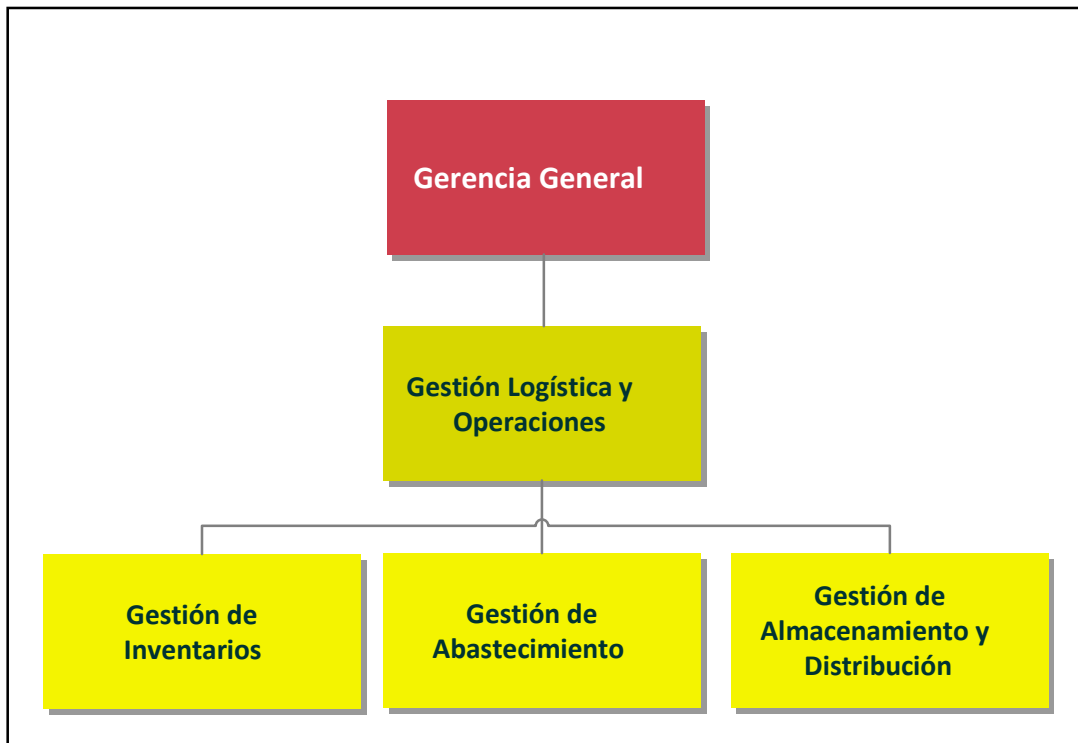 Gerencia General
Gestión Logística y
Operaciones
Gestión de
Inventarios
Gestión de
Abastecimiento
Gestión de
Almacenamiento y
Distribución